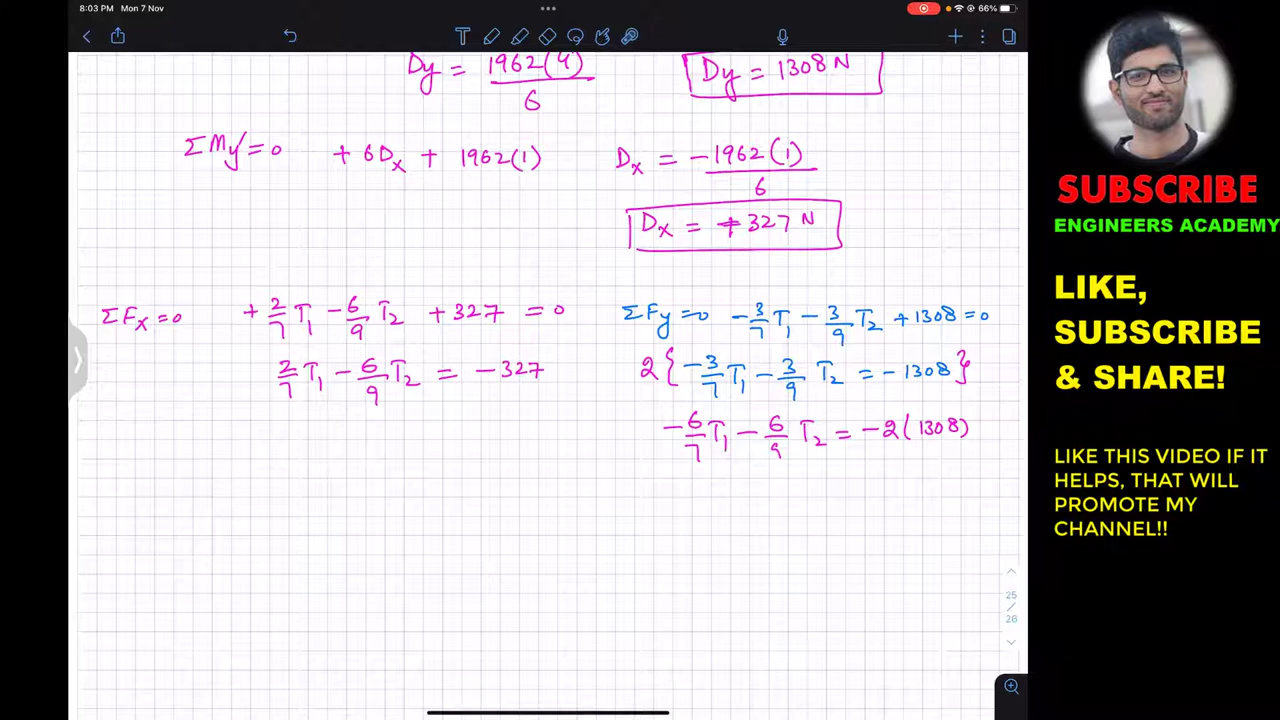 8:03 PM Mon 7 Nov
66%
Dy = 1962(4)/6
Dy = 1308 N
ΣMy = 0 + 6Dx + 1962(1)
Dx = -1962(1)/6
Dx = +327 N
ΣFx = 0 + 2/7 T1 - 6/9 T2 + 327 = 0
2/7 T1 - 6/9 T2 = -327
ΣFy = 0 - 3/7 T1 - 3/9 T2 + 1308 = 0
2{ -3/7 T1 - 3/9 T2 = -1308 }
-6/7 T1 - 6/9 T2 = -2(1308)
25
/
26
SUBSCRIBE
ENGINEERS ACADEMY
LIKE,
SUBSCRIBE
& SHARE!
LIKE THIS VIDEO IF IT
HELPS, THAT WILL
PROMOTE MY
CHANNEL!!